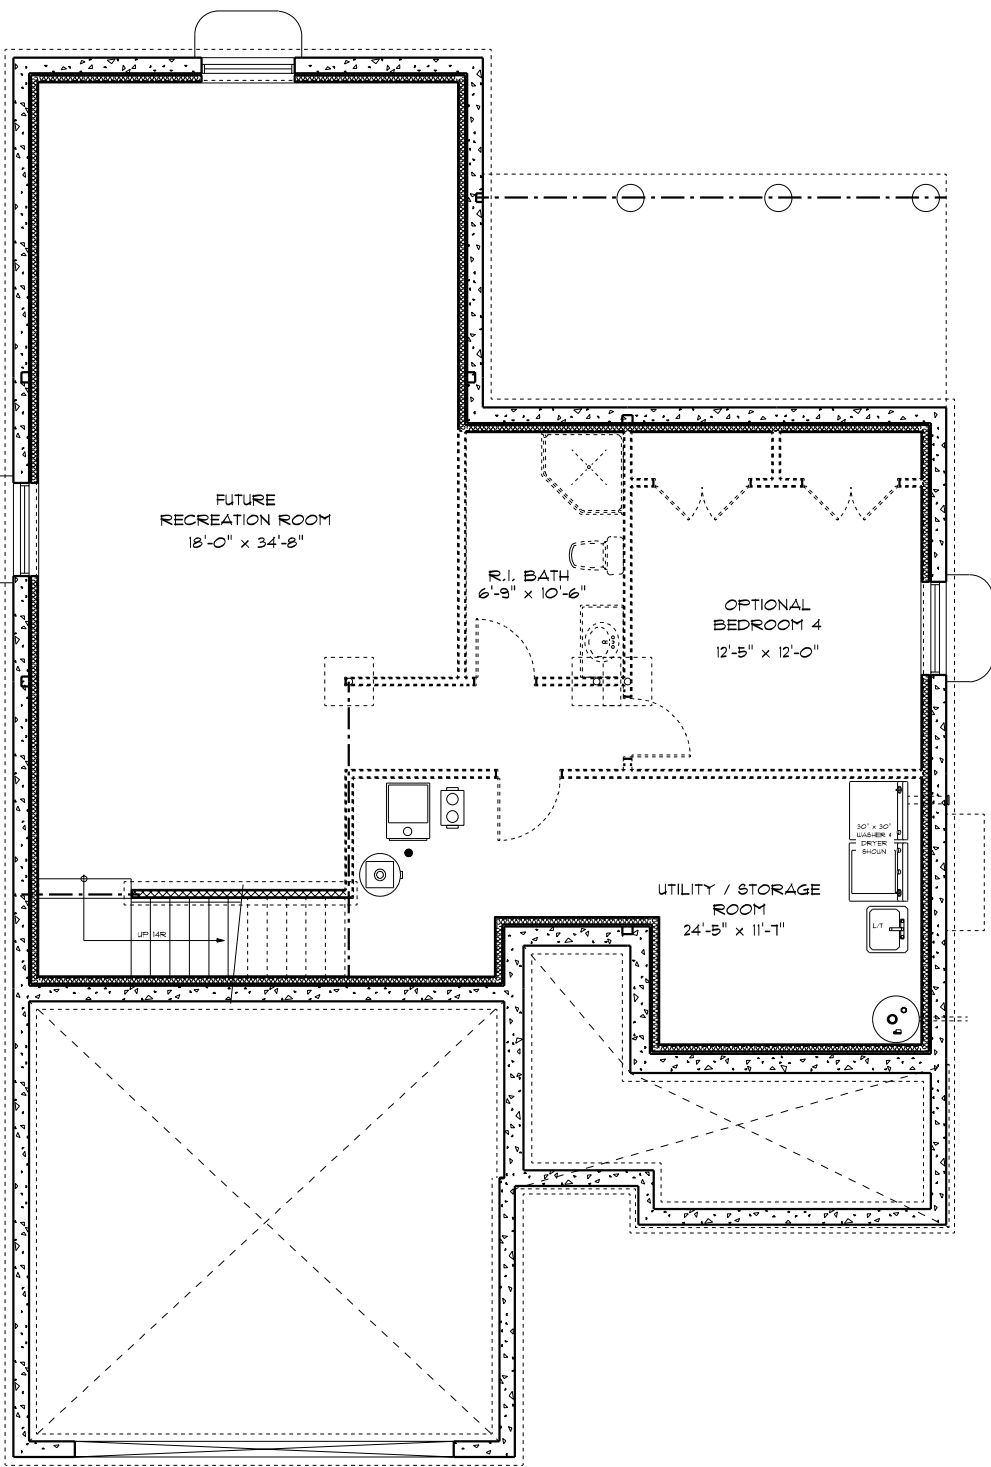 FUTURE
RECREATION ROOM
18'-0" x 34'-8"
R.I. BATH
6'-9" x 10'-6"
OPTIONAL
BEDROOM 4
12'-5" x 12'-0"
30" x 30"
WASHER &
DRYER
SHOWN
UTILITY / STORAGE
ROOM
24'-5" x 11'-7"
L/T
UP 14R